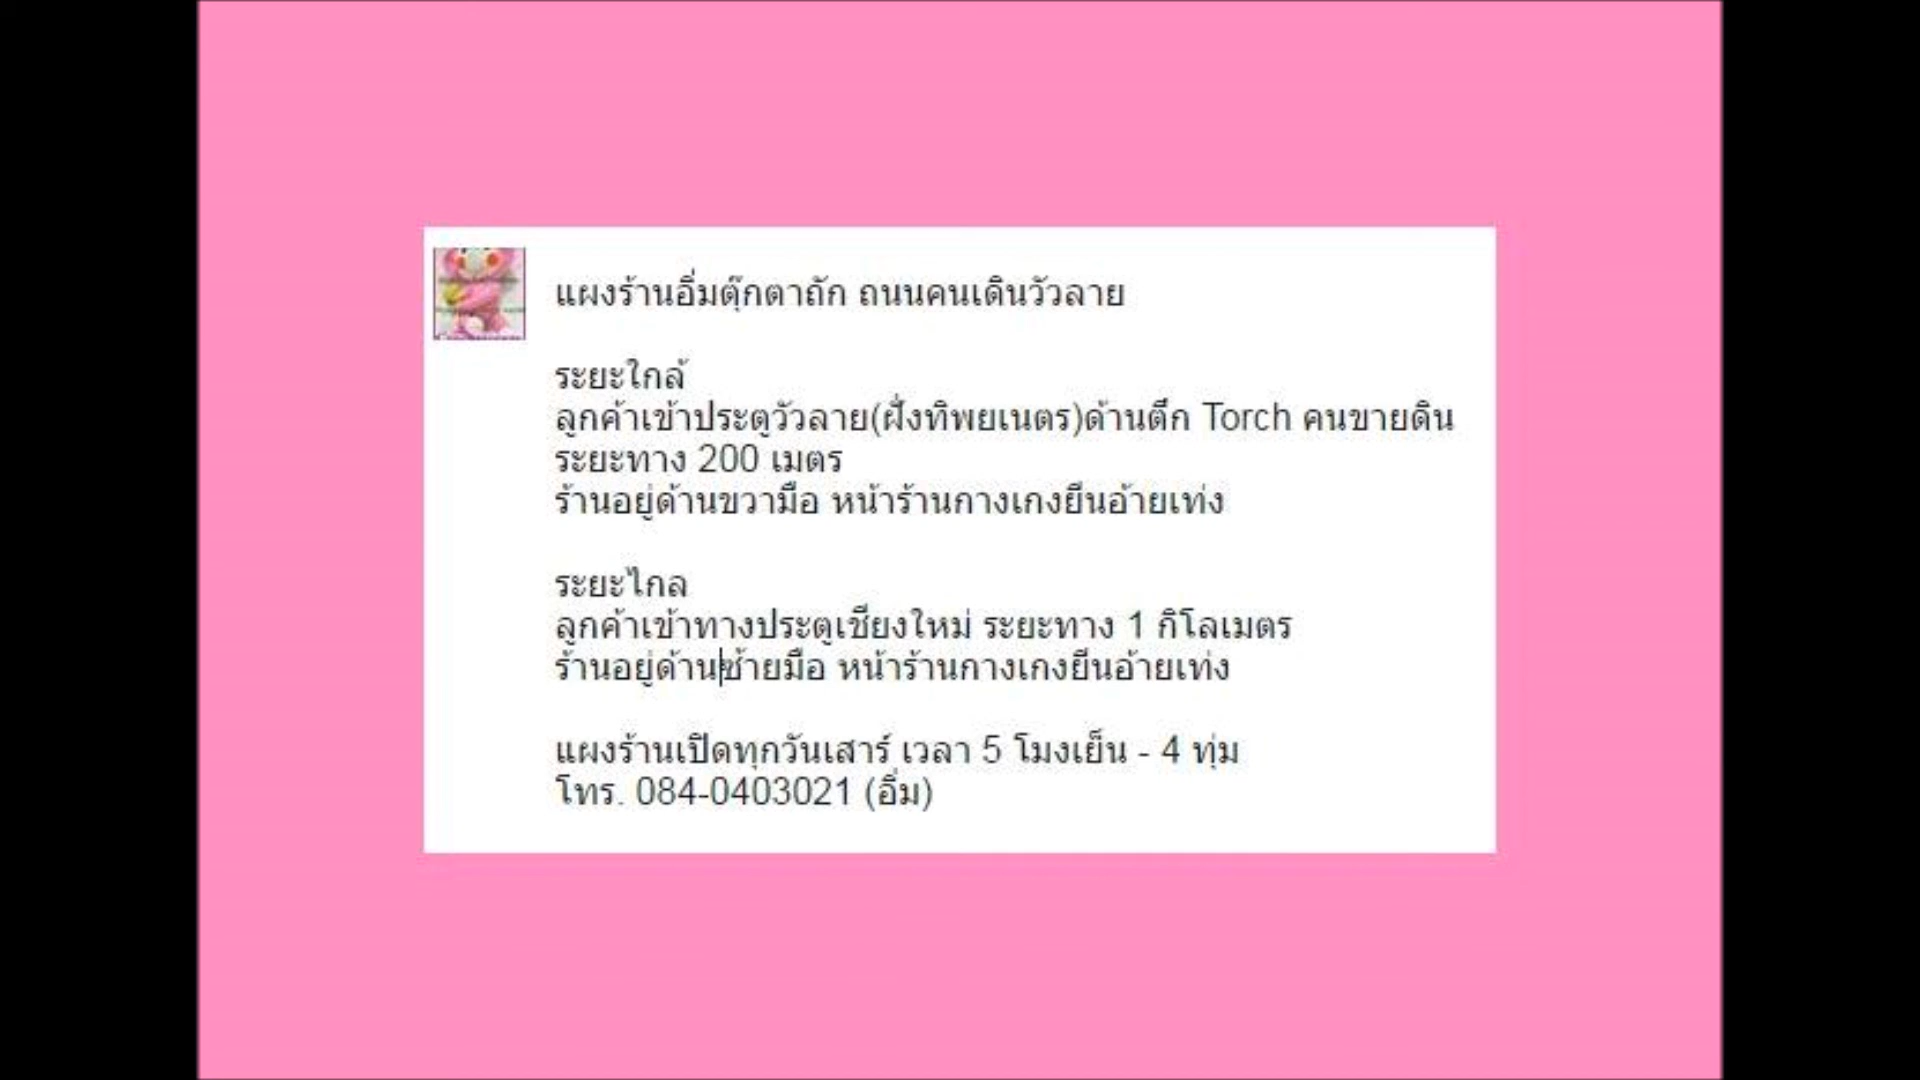 แผงร้านอิ่มตุ๊กตาถัก ถนนคนเดินวัวลาย
ระยะใกล้
ลูกค้าเข้าประตูวัวลาย(ฝั่งทิพยเนตร)ด้านตึก Torch คนขายดิน
ระยะทาง 200 เมตร
ร้านอยู่ด้านขวามือ หน้าร้านกางเกงยีนอ้ายเท่ง
ระยะไกล
ลูกค้าเข้าทางประตูเชียงใหม่ ระยะทาง 1 กิโลเมตร
ร้านอยู่ด้านซ้ายมือ หน้าร้านกางเกงยีนอ้ายเท่ง
แผงร้านเปิดทุกวันเสาร์ เวลา 5 โมงเย็น - 4 ทุ่ม
โทร. 084-0403021 (อิ่ม)